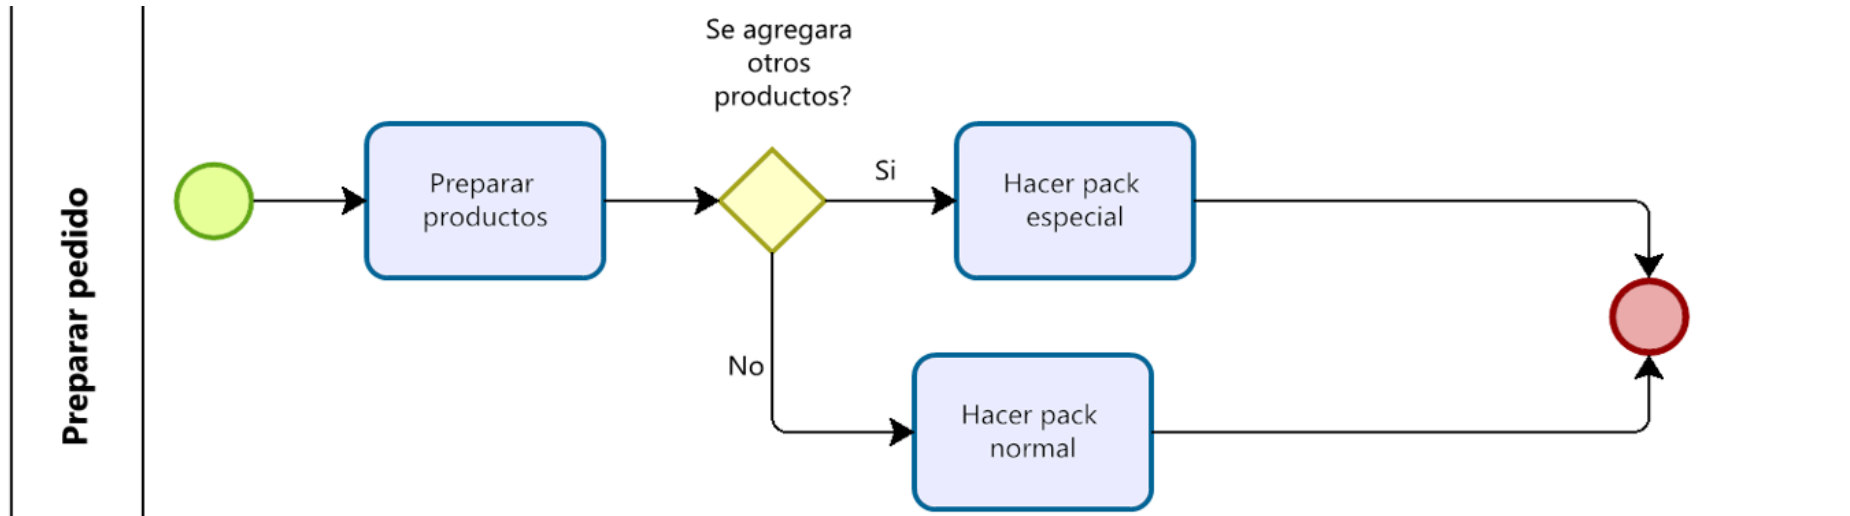 Preparar pedido
Preparar
productos
Se agregara
otros
productos?
Si
Hacer pack
especial
No
Hacer pack
normal